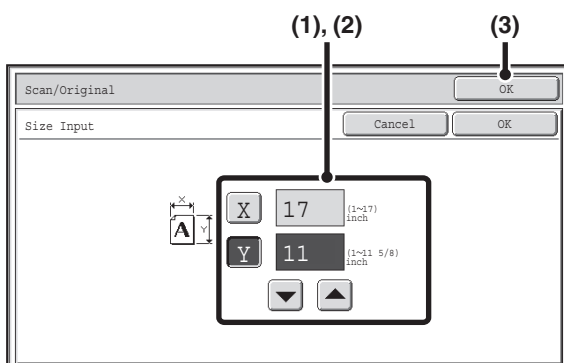 (1), (2) (3)
Scan/Original OK
Size Input Cancel OK
X 17 (1~17)
inch
X
Y
A
Y 11 (1~11 5/8)
inch